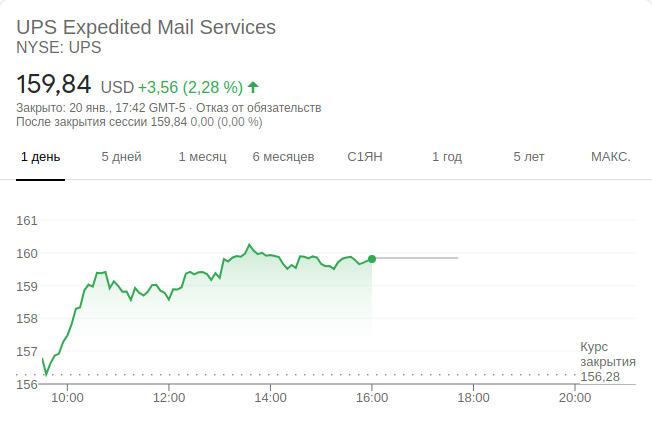 UPS Expedited Mail Services
NYSE: UPS
159,84 USD +3,56 (2,28 %)
Закрыто: 20 янв., 17:42 GMT-5 · Отказ от обязательств
После закрытия сессии 159,84 0,00 (0,00 %)
1 день 5 дней 1 месяц 6 месяцев С1ЯН 1 год 5 лет МАКС.
161
160
159
158
157
156
Курс
закрытия
156,28
10:00 12:00 14:00 16:00 18:00 20:00